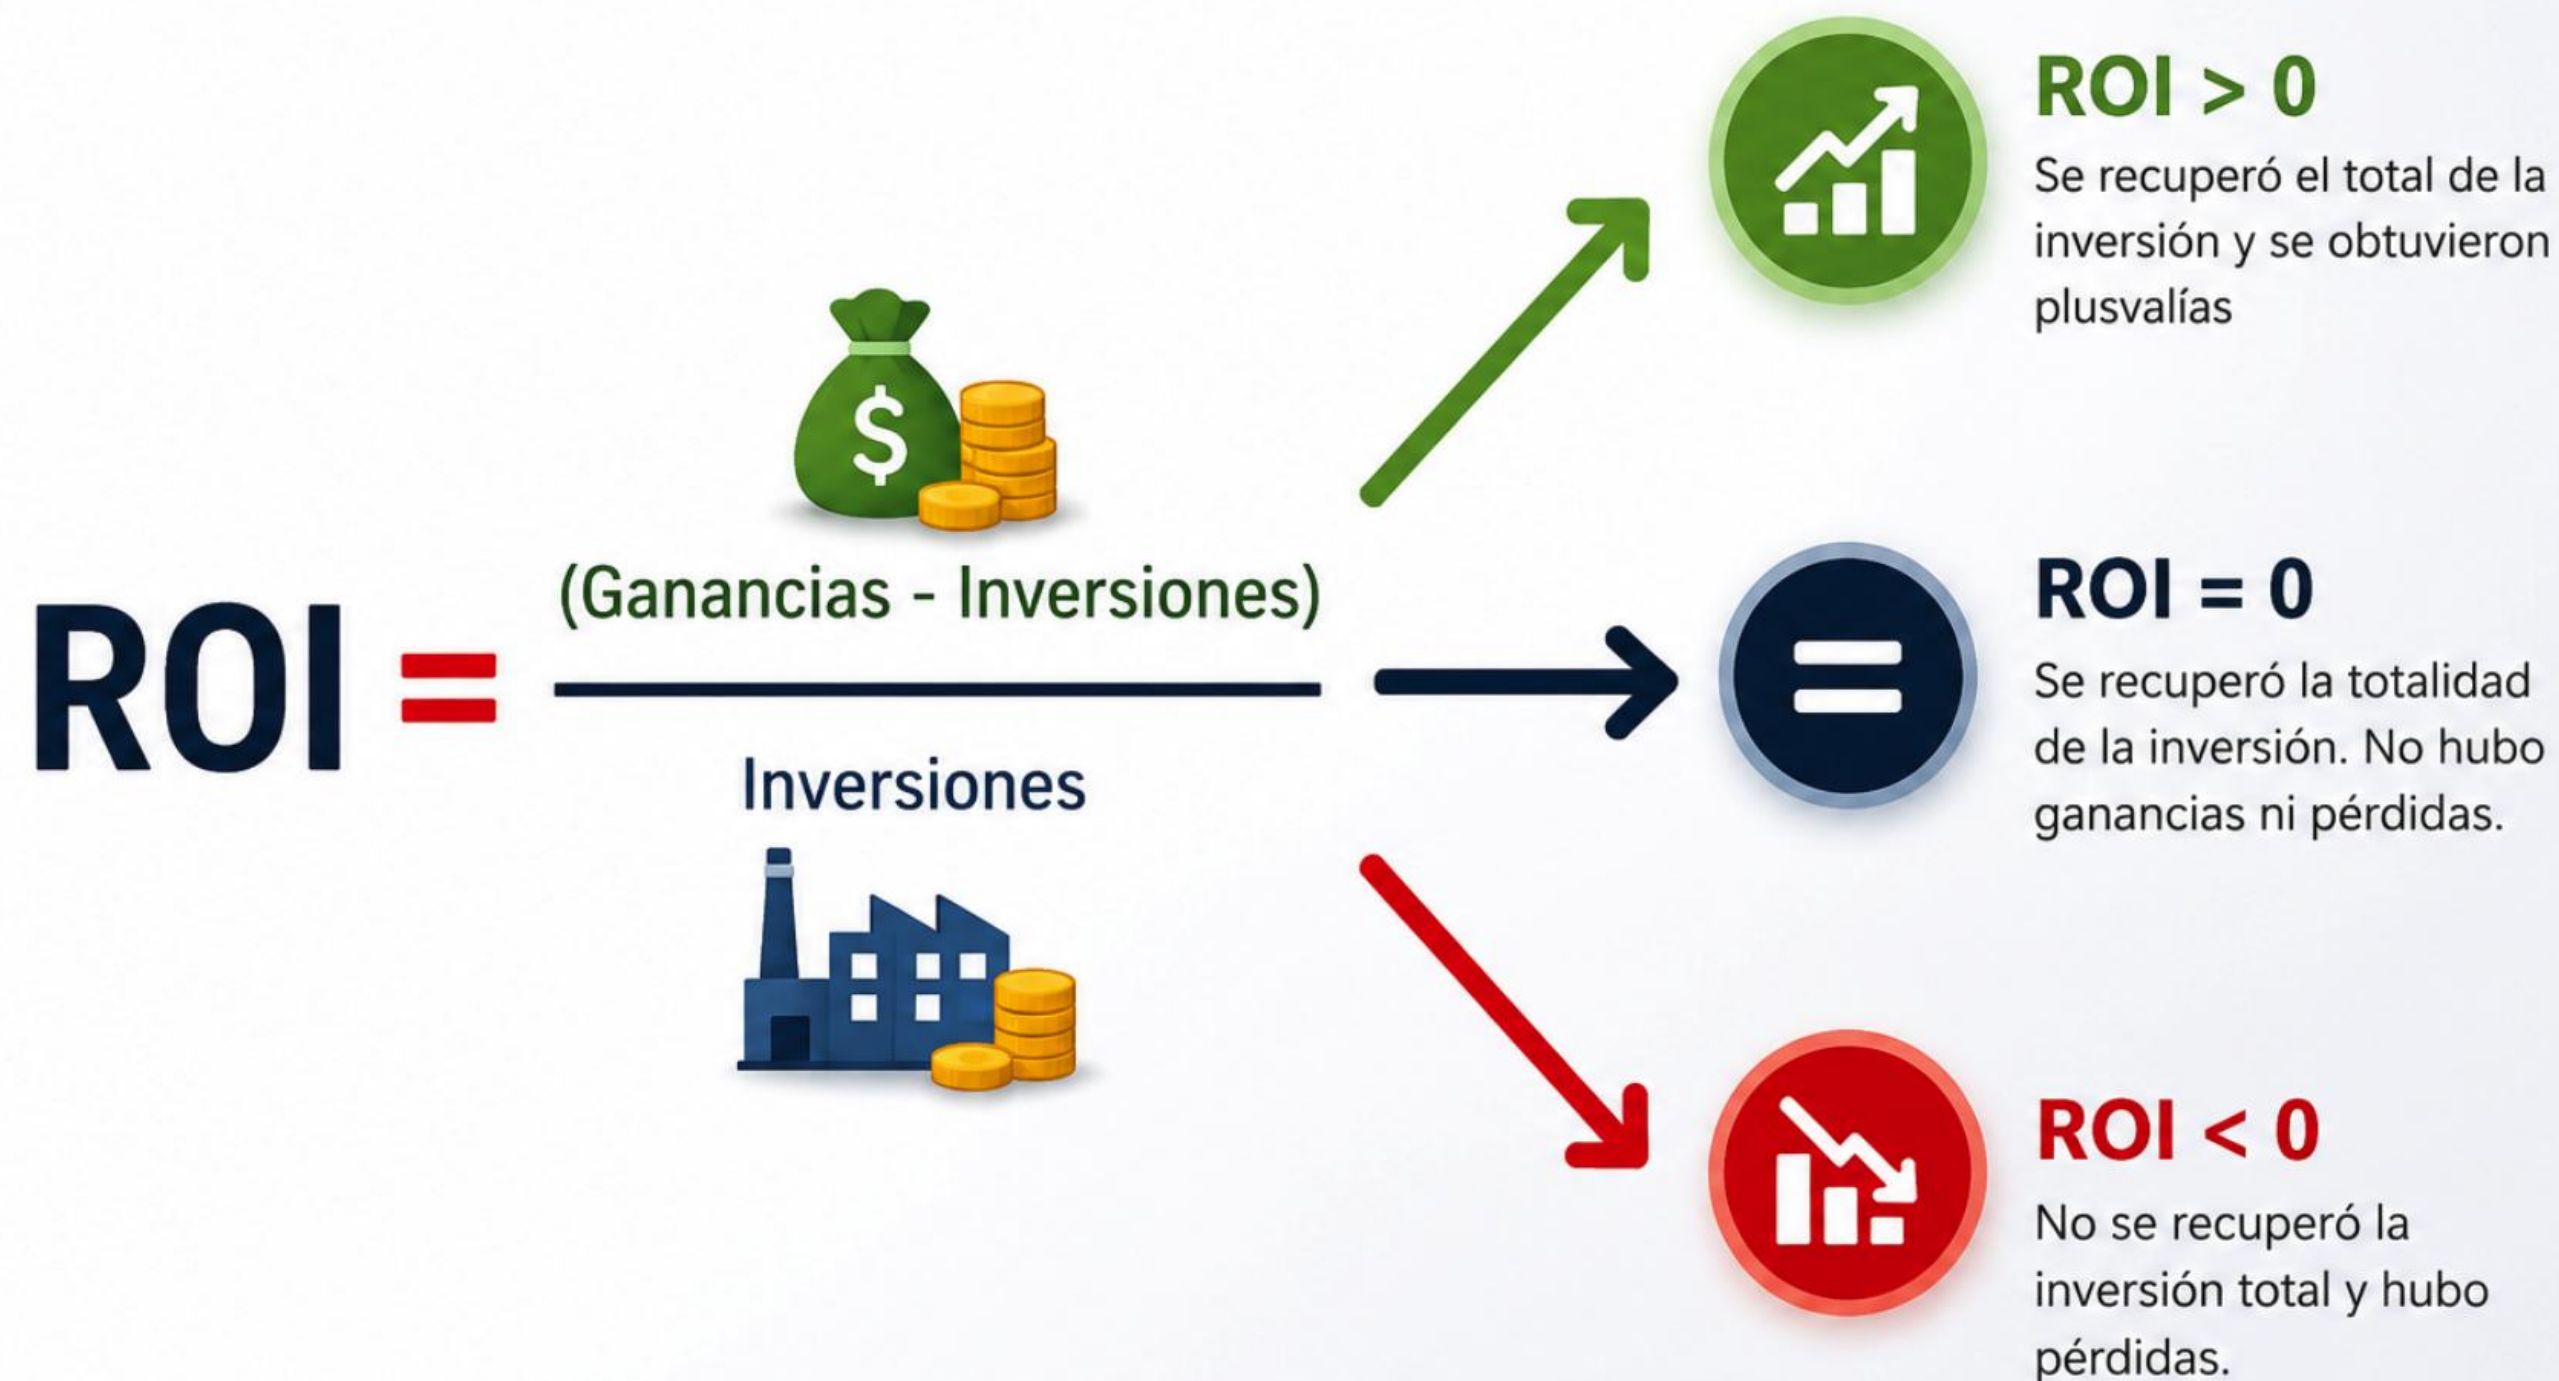 ROI =
(Ganancias - Inversiones)
Inversiones
$
ROI > 0
Se recuperó el total de la
inversión y se obtuvieron
plusvalías
=
ROI = 0
Se recuperó la totalidad
de la inversión. No hubo
ganancias ni pérdidas.
ROI < 0
No se recuperó la
inversión total y hubo
pérdidas.